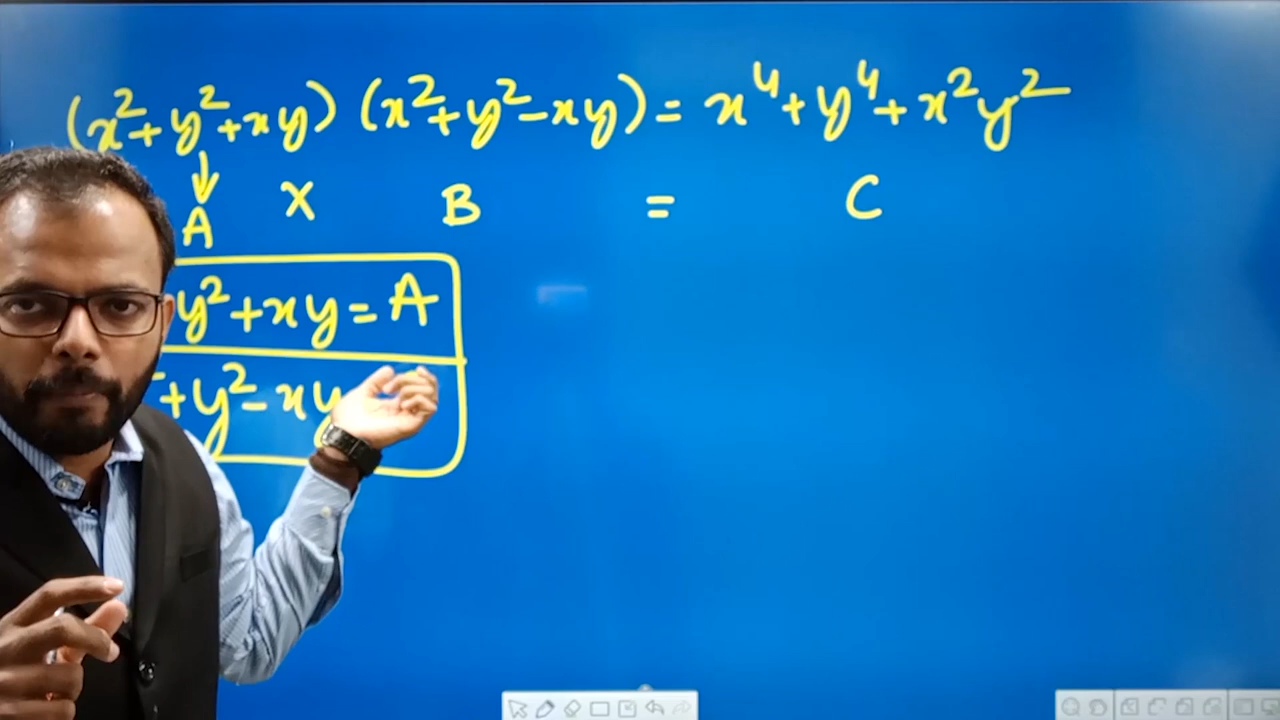 (x²+y²+xy) (x²+y²-xy) = x⁴+y⁴+x²y²
↓
A × B = C
y²+xy = A
+y²-xy